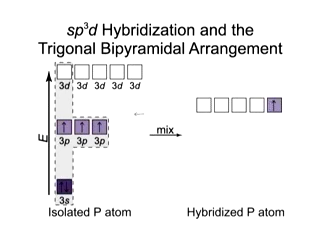 sp³d Hybridization and the
Trigonal Bipyramidal Arrangement
3d 3d 3d 3d 3d
E
3p 3p 3p
mix
3s
Isolated P atom
Hybridized P atom